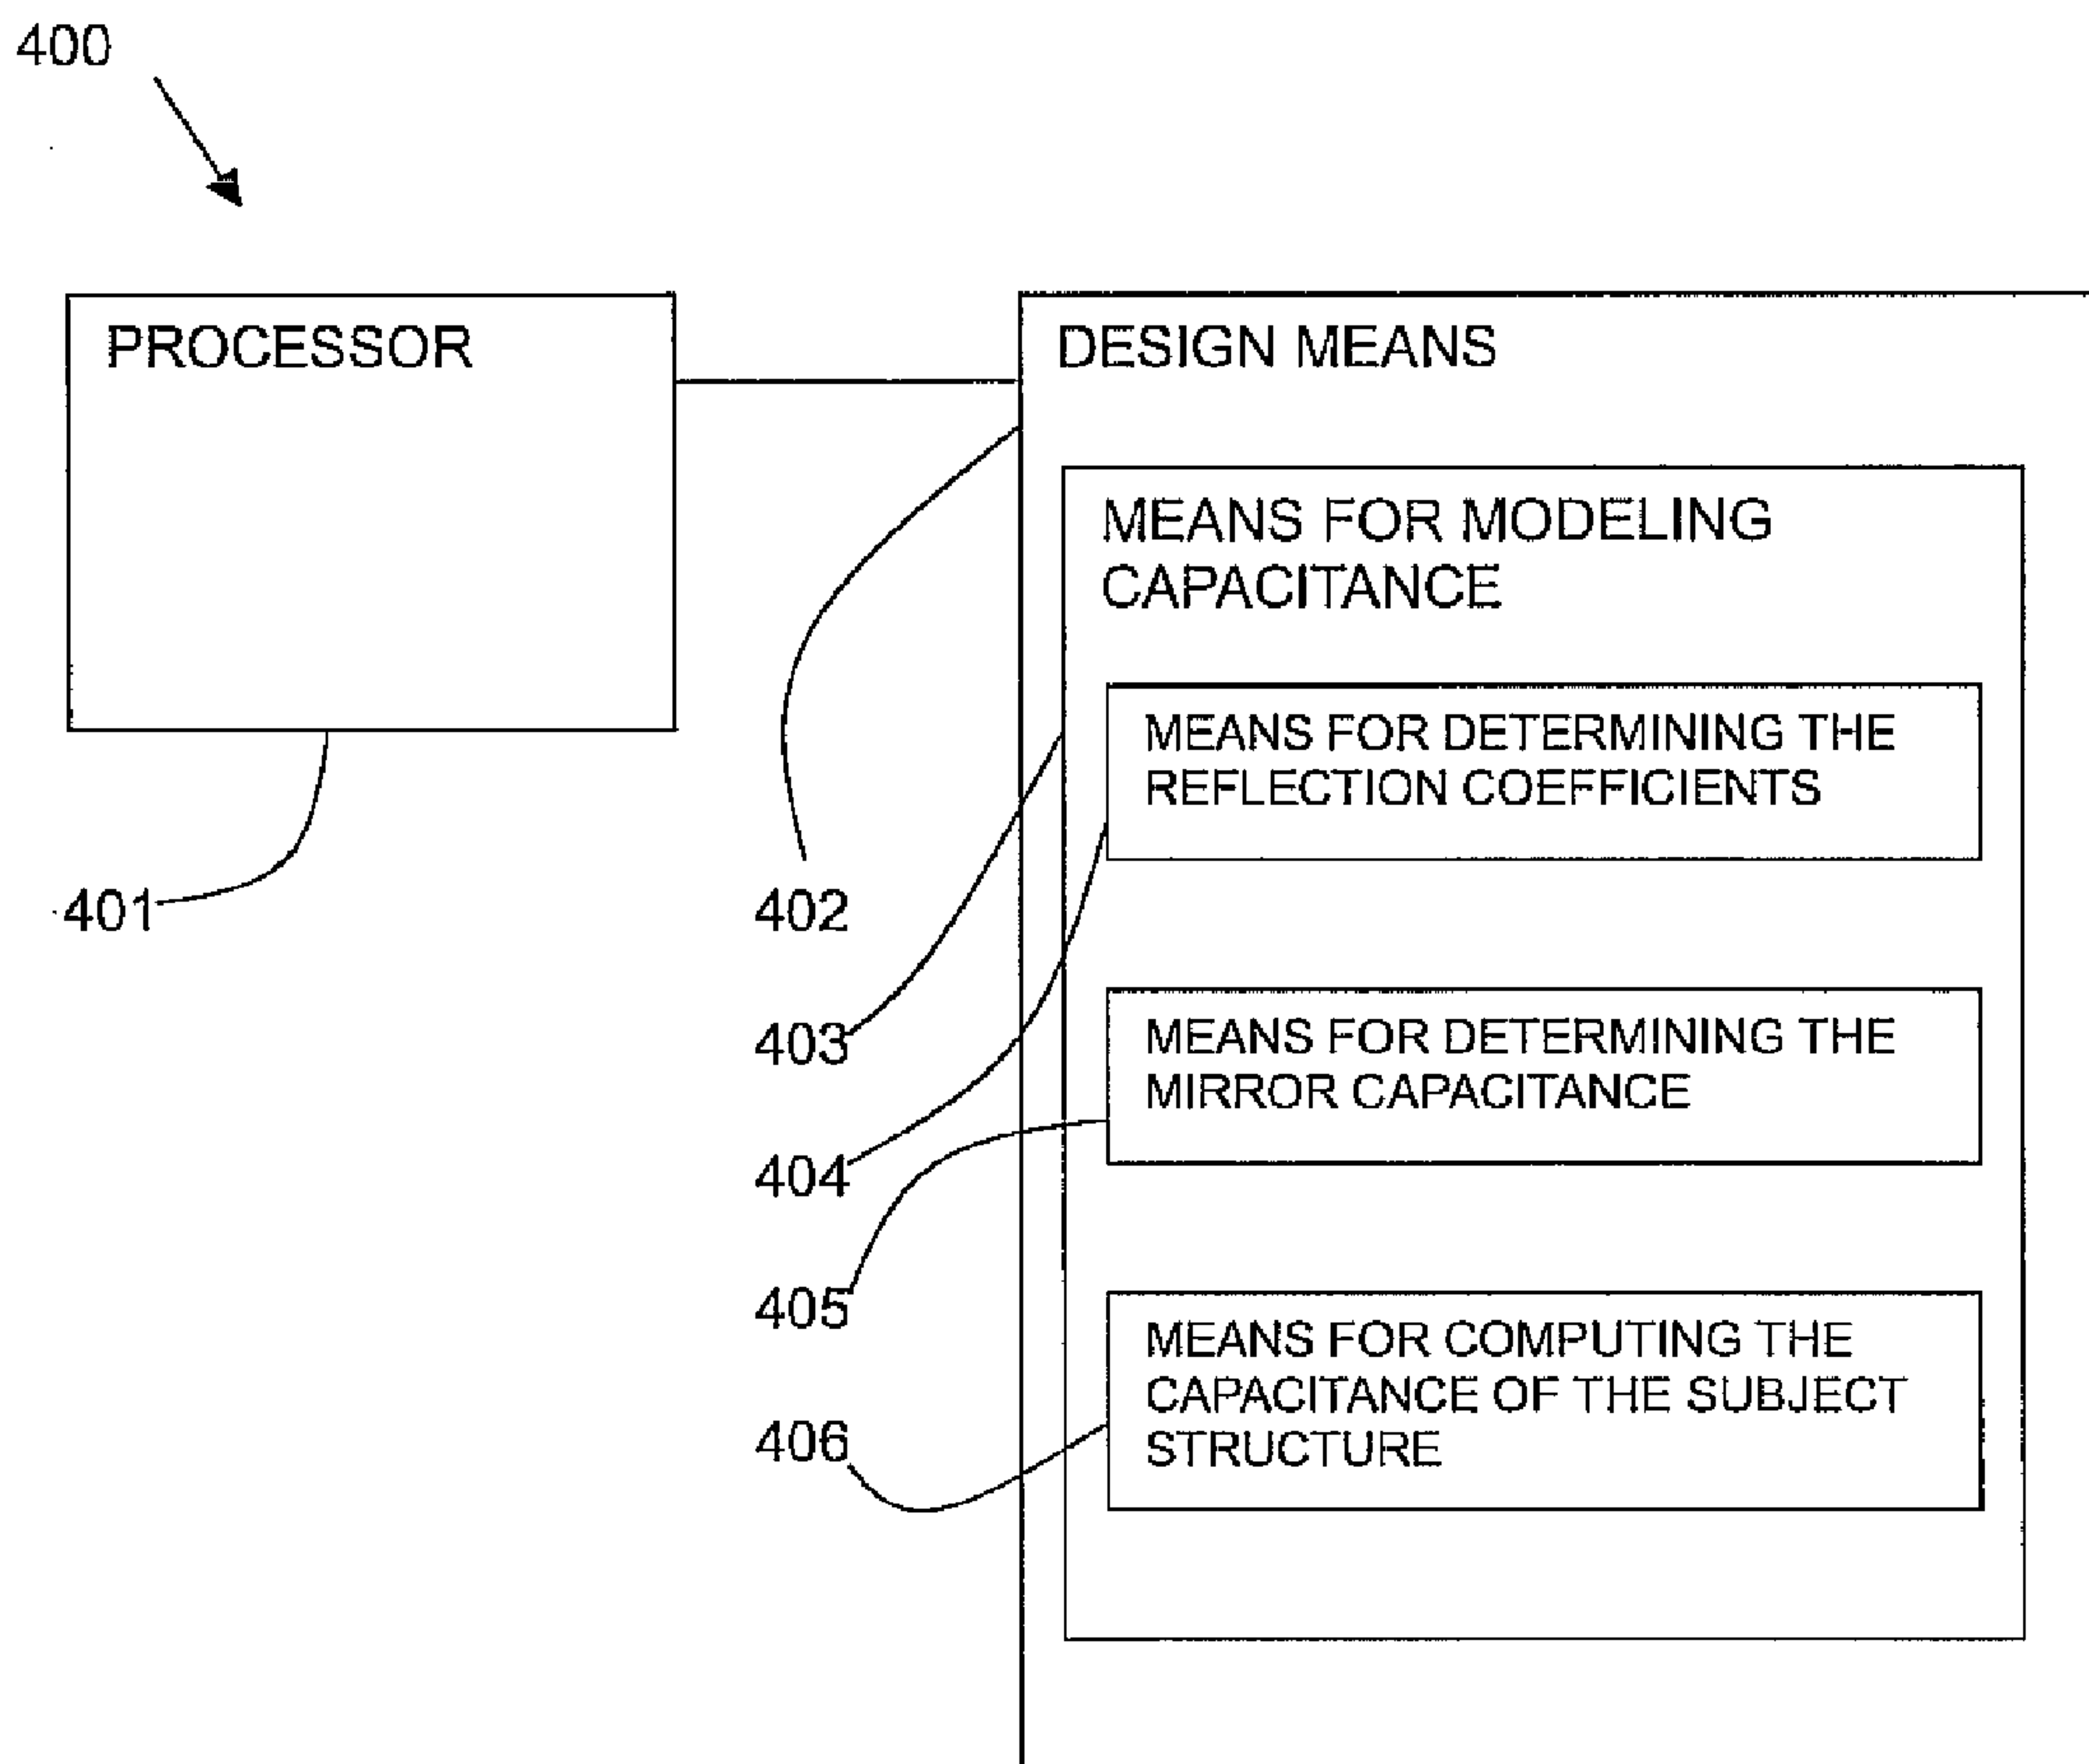 400
PROCESSOR
DESIGN MEANS
MEANS FOR MODELING
CAPACITANCE
MEANS FOR DETERMINING THE
REFLECTION COEFFICIENTS
401
402
403
MEANS FOR DETERMINING THE
MIRROR CAPACITANCE
404
405
MEANS FOR COMPUTING THE
CAPACITANCE OF THE SUBJECT
STRUCTURE
406